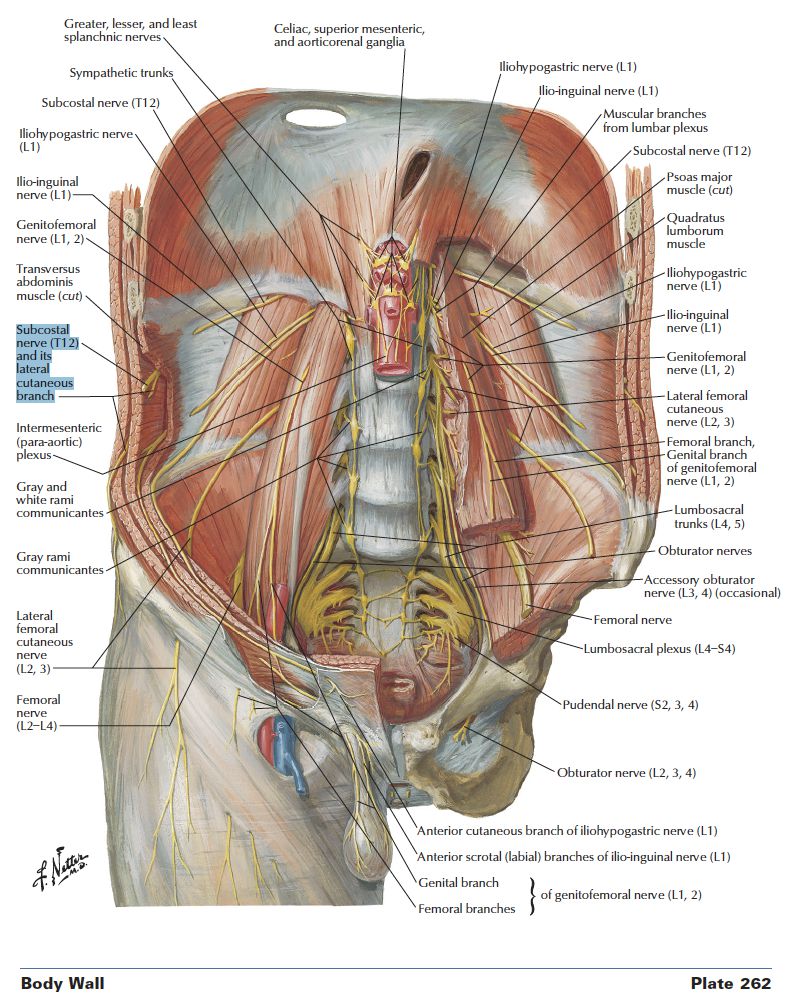 Greater, lesser, and least
splanchnic nerves
Celiac, superior mesenteric,
and aorticorenal ganglia
Sympathetic trunks
Subcostal nerve (T12)
Iliohypogastric nerve
(L1)
Ilio-inguinal
nerve (L1)
Genitofemoral
nerve (L1, 2)
Transversus
abdominis
muscle (cut)
Subcostal
nerve (T12)
and its
lateral
cutaneous
branch
Intermesenteric
(para-aortic)
plexus
Gray and
white rami
communicantes
Gray rami
communicantes
Lateral
femoral
cutaneous
nerve
(L2, 3)
Femoral
nerve
(L2–L4)
Iliohypogastric nerve (L1)
Ilio-inguinal nerve (L1)
Muscular branches
from lumbar plexus
Subcostal nerve (T12)
Psoas major
muscle (cut)
Quadratus
lumborum
muscle
Iliohypogastric
nerve (L1)
Ilio-inguinal
nerve (L1)
Genitofemoral
nerve (L1, 2)
Lateral femoral
cutaneous
nerve (L2, 3)
Femoral branch,
Genital branch
of genitofemoral
nerve (L1, 2)
Lumbosacral
trunks (L4, 5)
Obturator nerves
Accessory obturator
nerve (L3, 4) (occasional)
Femoral nerve
Lumbosacral plexus (L4–S4)
Pudendal nerve (S2, 3, 4)
Obturator nerve (L2, 3, 4)
Anterior cutaneous branch of iliohypogastric nerve (L1)
Anterior scrotal (labial) branches of ilio-inguinal nerve (L1)
Genital branch
Femoral branches
of genitofemoral nerve (L1, 2)
F. Netter
M.D.
Body Wall
Plate 262